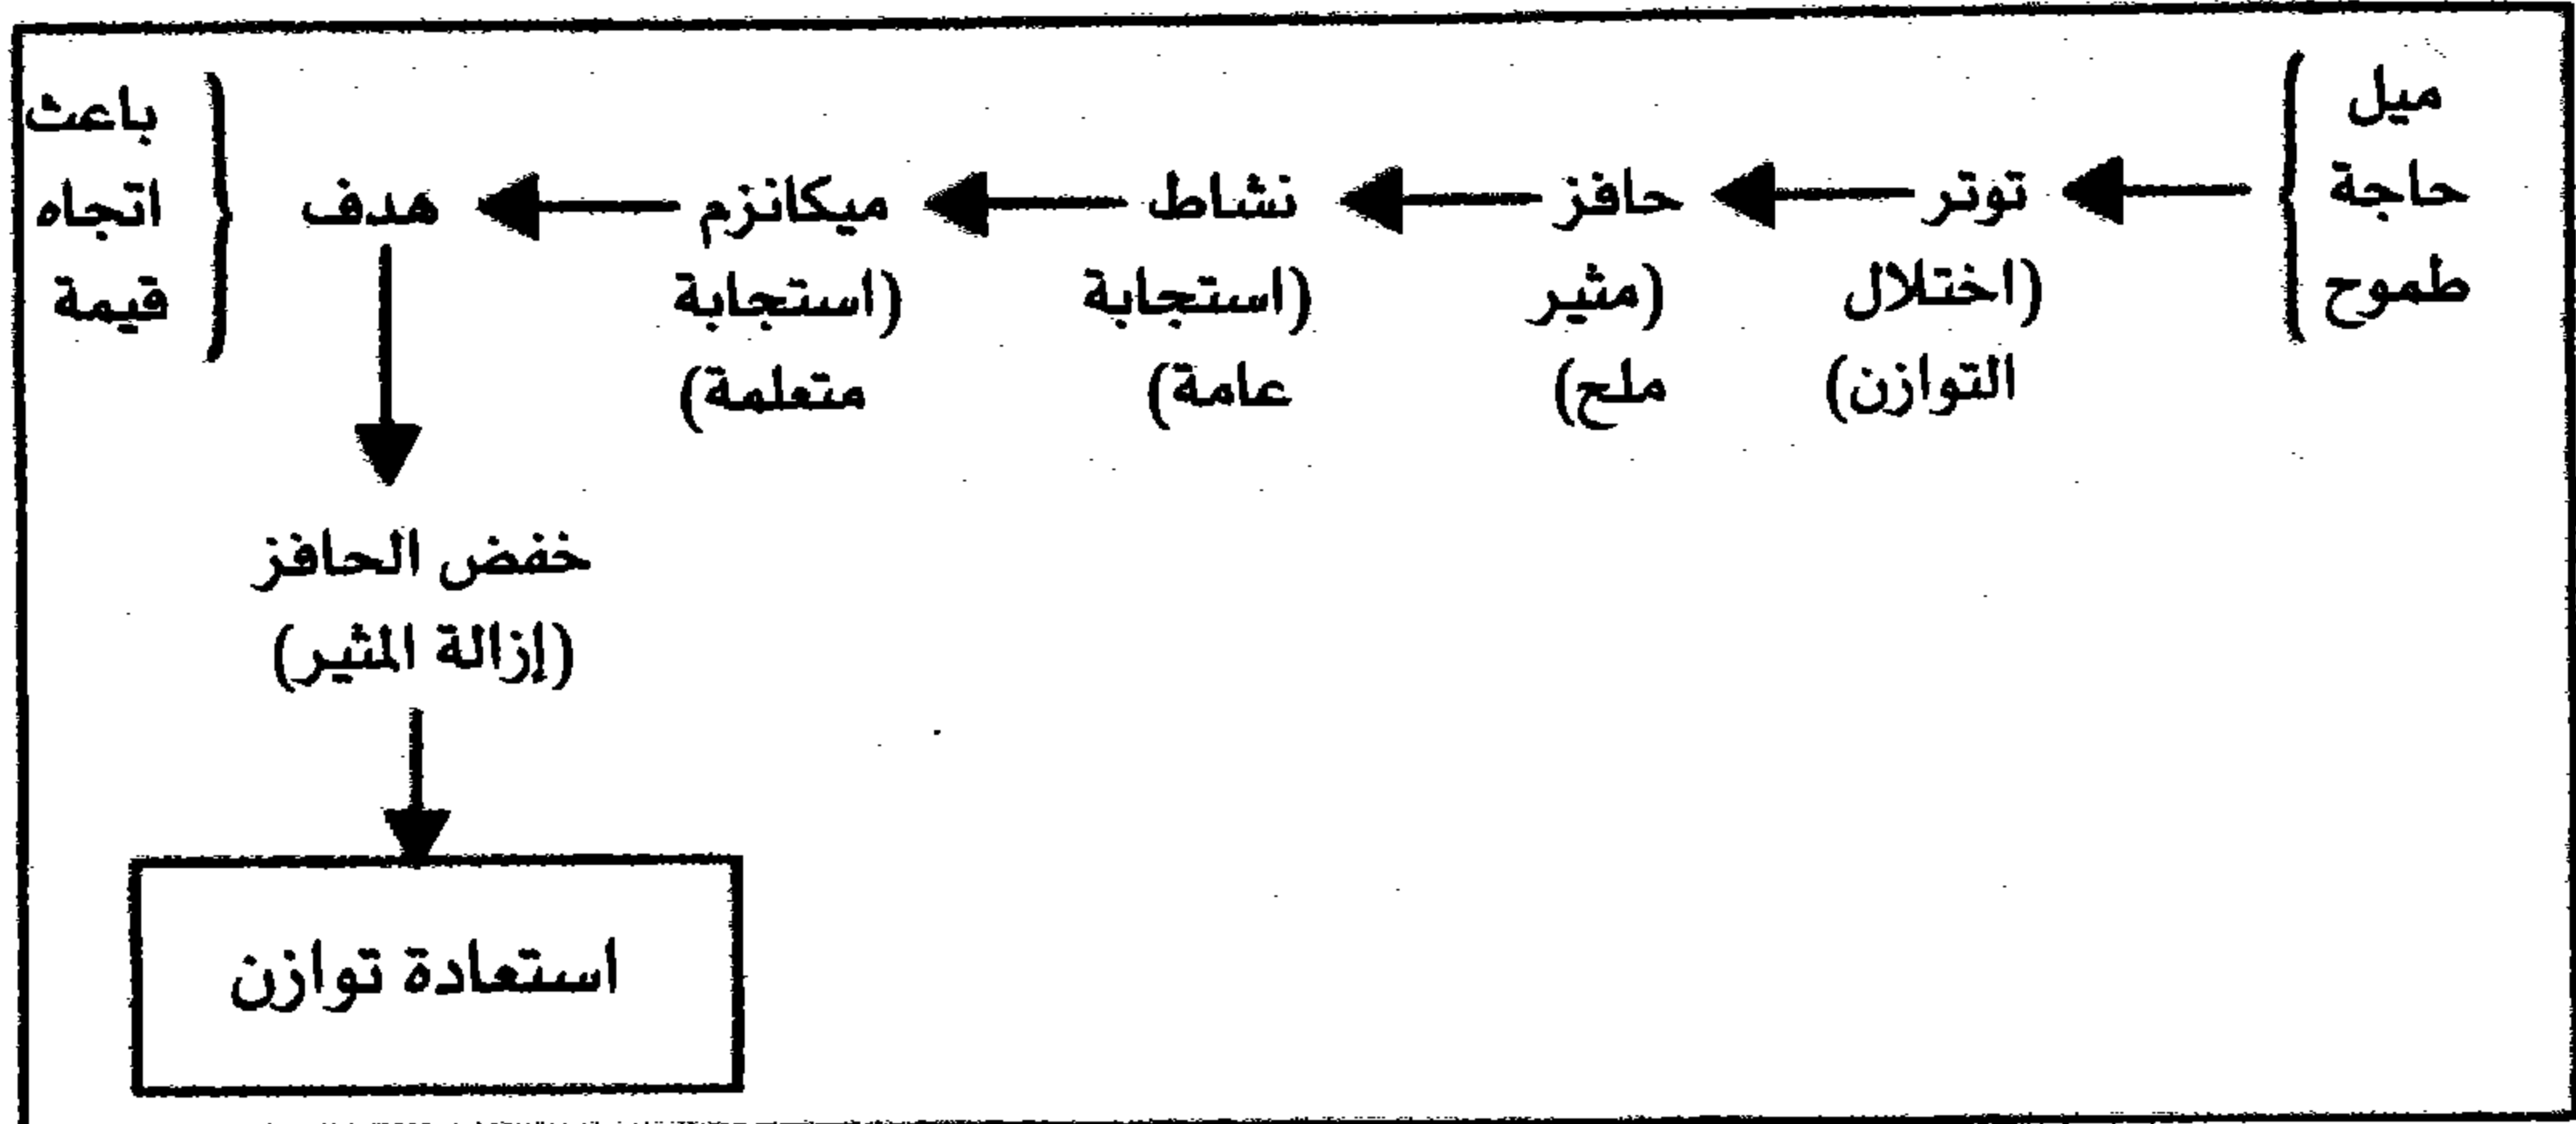 ميل
حاجة
طموح
توتر
(اختلال
التوازن)
حافز
(مثير
ملح)
نشاط
(استجابة
عامة)
ميكانزم
(استجابة
متعلمة)
هدف
باعث
اتجاه
قيمة
خفض الحافز
(إزالة المثير)
استعادة توازن